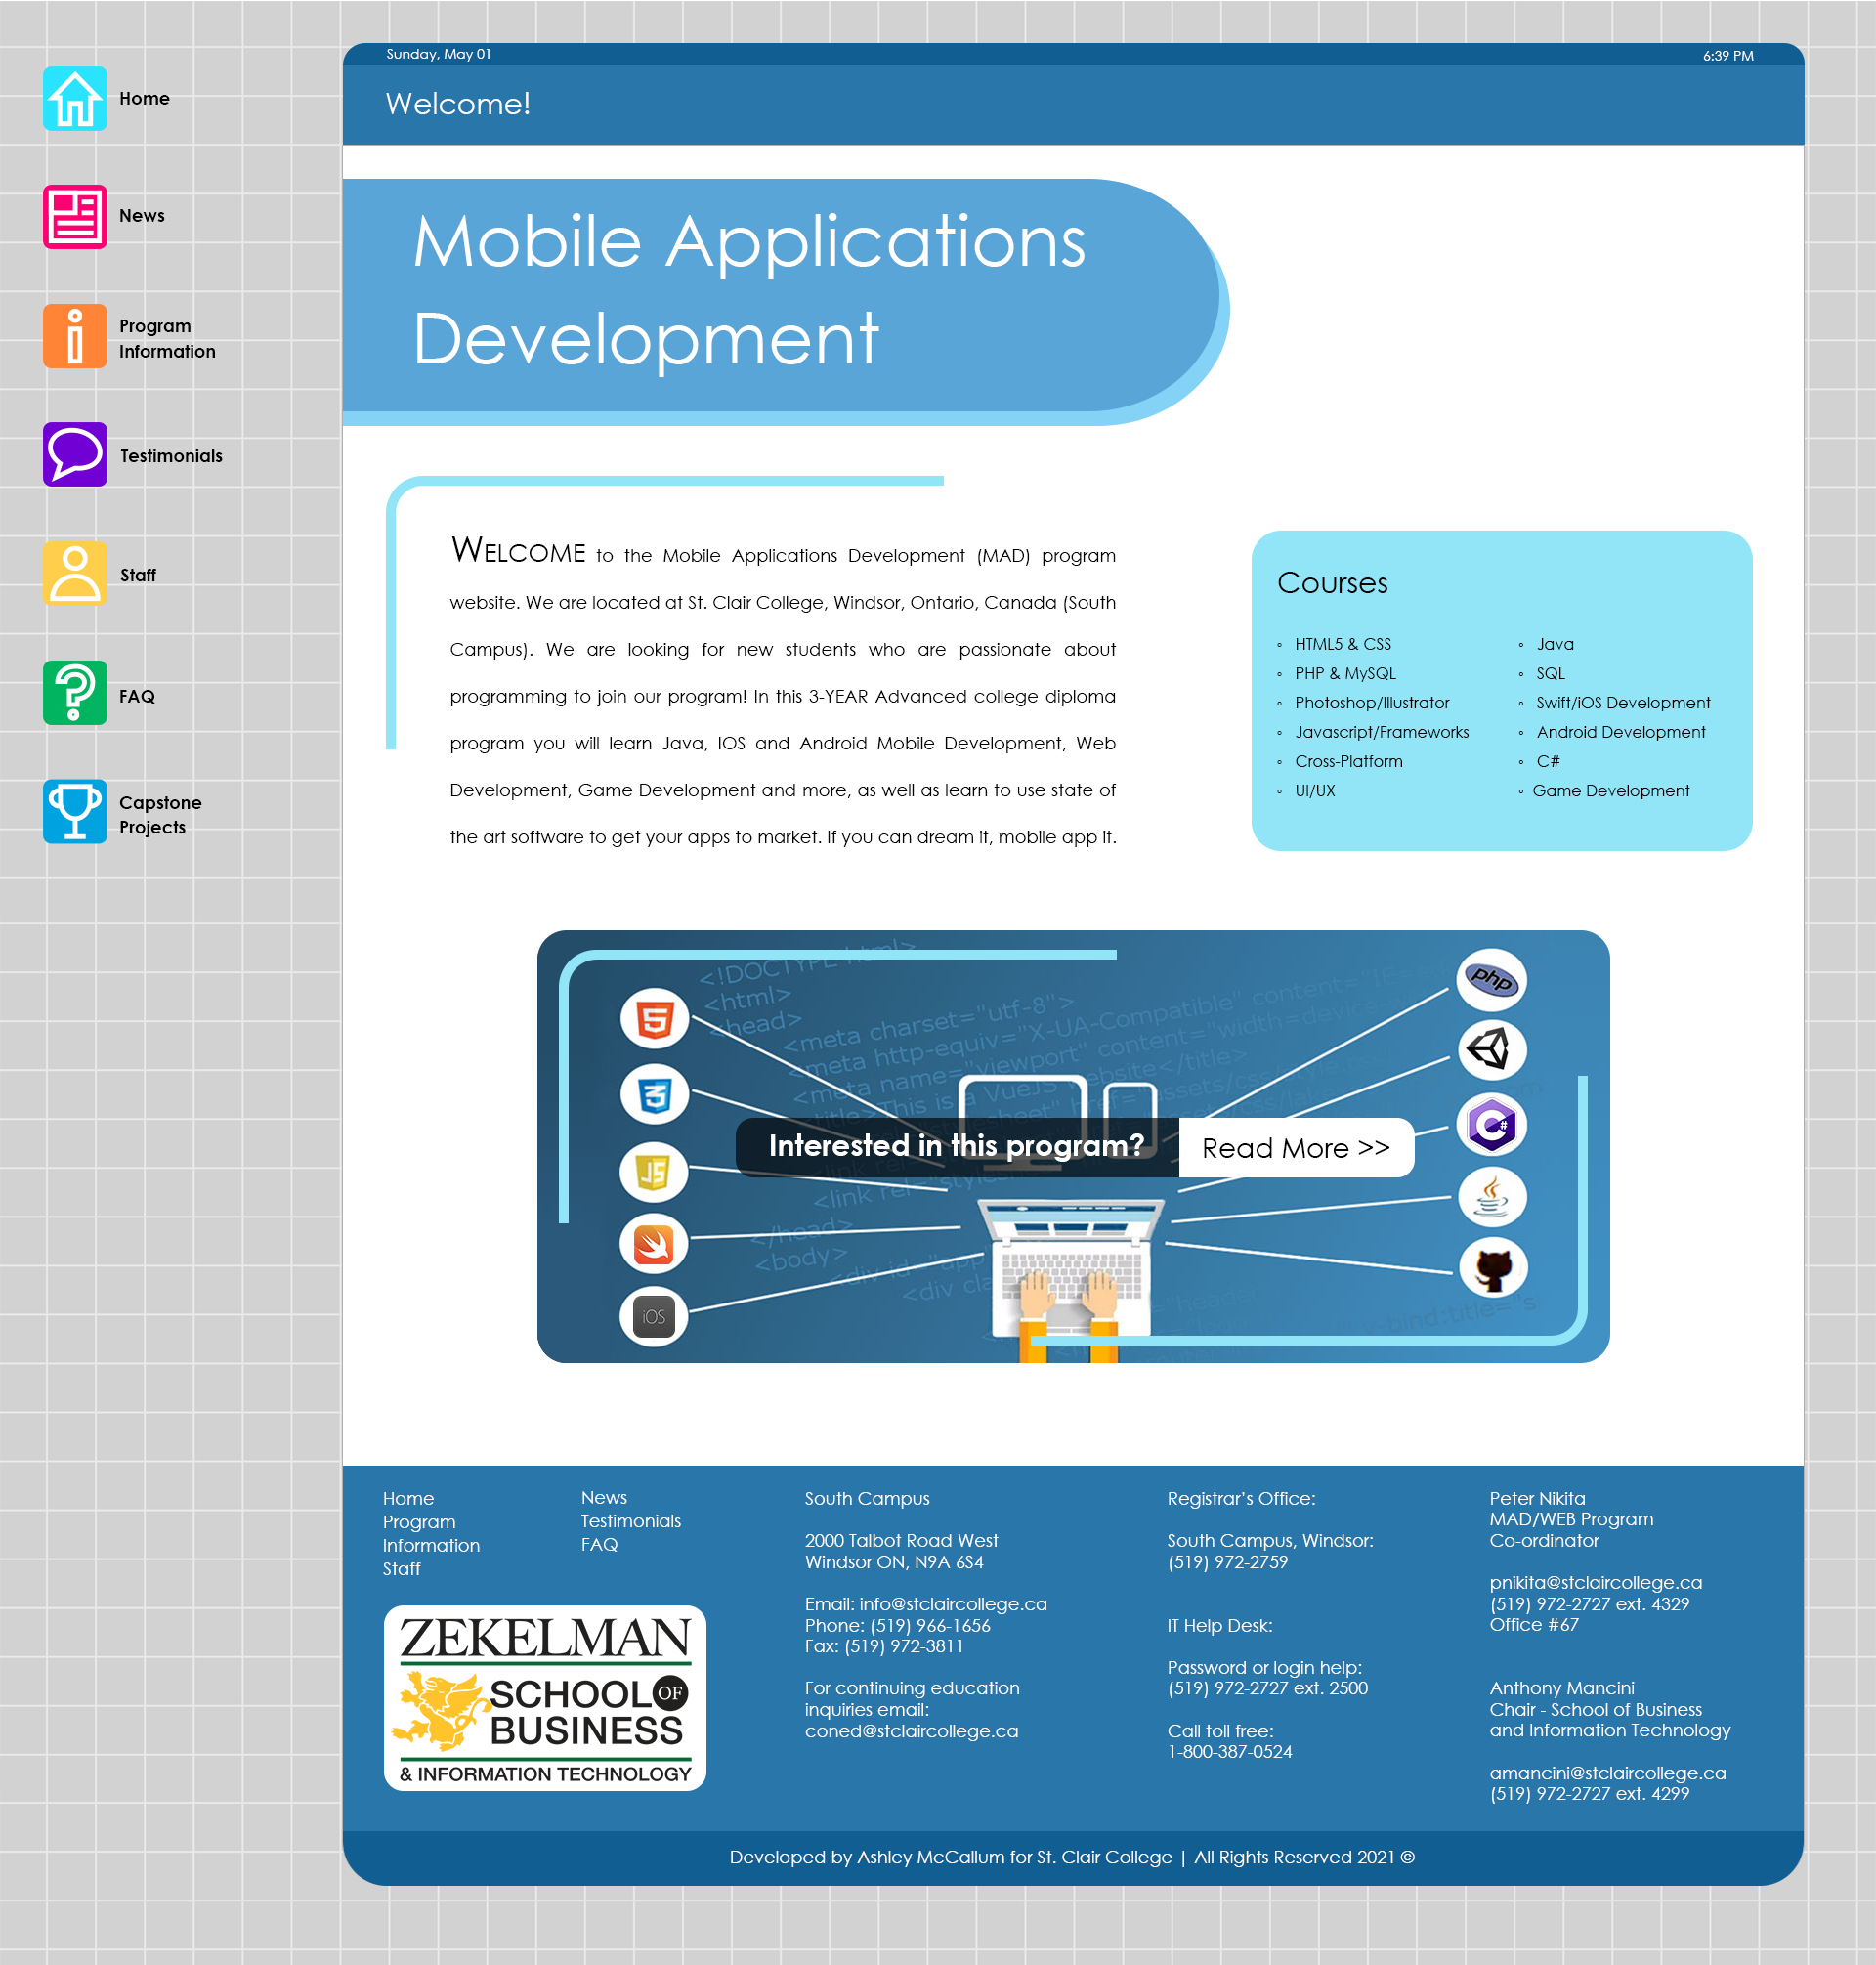 Sunday, May 01
6:39 PM
Welcome!
Home
News
Program
Information
Testimonials
Staff
FAQ
Capstone
Projects
Mobile Applications
Development
WELCOME to the Mobile Applications Development (MAD) program
website. We are located at St. Clair College, Windsor, Ontario, Canada (South
Campus). We are looking for new students who are passionate about
programming to join our program! In this 3-YEAR Advanced college diploma
program you will learn Java, IOS and Android Mobile Development, Web
Development, Game Development and more, as well as learn to use state of
the art software to get your apps to market. If you can dream it, mobile app it.
Courses
◦ HTML5 & CSS
◦ PHP & MySQL
◦ Photoshop/Illustrator
◦ Javascript/Frameworks
◦ Cross-Platform
◦ UI/UX
◦ Java
◦ SQL
◦ Swift/iOS Development
◦ Android Development
◦ C#
◦ Game Development
<!DOCTYPE html>
<html>
<head>
<meta charset="utf-8">
<meta http-equiv="X-UA-Compatible" content="IE=
<meta name="viewport" content="width=device
<title>This is a VueJS website</title>
</head>
<body>
5
3
JS
iOS
php
C#
Interested in this program?
Read More >>
Home
Program
Information
Staff
News
Testimonials
FAQ
ZEKELMAN
SCHOOL OF
BUSINESS
& INFORMATION TECHNOLOGY
South Campus
2000 Talbot Road West
Windsor ON, N9A 6S4
Email: info@stclaircollege.ca
Phone: (519) 966-1656
Fax: (519) 972-3811
For continuing education
inquiries email:
coned@stclaircollege.ca
Registrar’s Office:
South Campus, Windsor:
(519) 972-2759
IT Help Desk:
Password or login help:
(519) 972-2727 ext. 2500
Call toll free:
1-800-387-0524
Peter Nikita
MAD/WEB Program
Co-ordinator
pnikita@stclaircollege.ca
(519) 972-2727 ext. 4329
Office #67
Anthony Mancini
Chair - School of Business
and Information Technology
amancini@stclaircollege.ca
(519) 972-2727 ext. 4299
Developed by Ashley McCallum for St. Clair College | All Rights Reserved 2021 ©